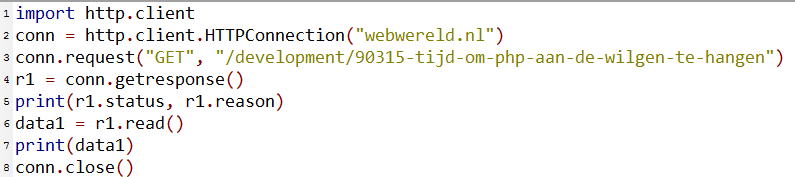 1 import http.client
2 conn = http.client.HTTPConnection("webwereld.nl")
3 conn.request("GET", "/development/90315-tijd-om-php-aan-de-wilgen-te-hangen")
4 r1 = conn.getresponse()
5 print(r1.status, r1.reason)
6 data1 = r1.read()
7 print(data1)
8 conn.close()